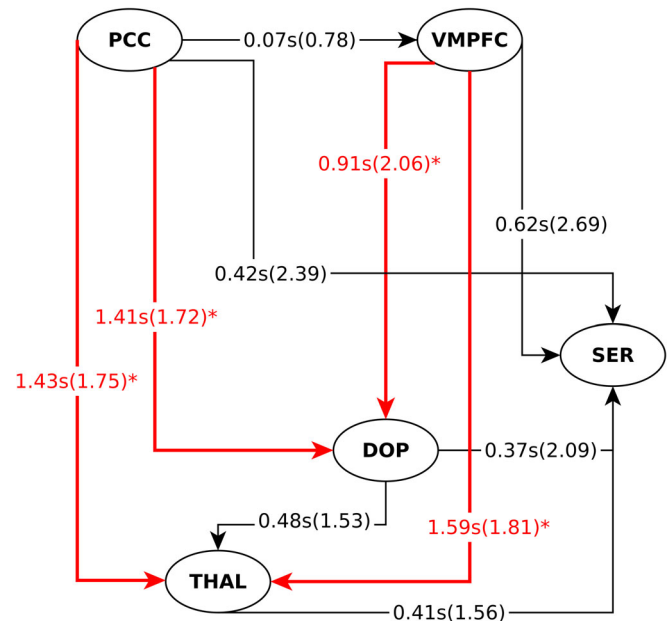 PCC 0.07s(0.78) VMPFC
0.91s(2.06)*
0.62s(2.69)
0.42s(2.39)
1.41s(1.72)*
SER
1.43s(1.75)*
DOP 0.37s(2.09)
0.48s(1.53)
1.59s(1.81)*
THAL
0.41s(1.56)